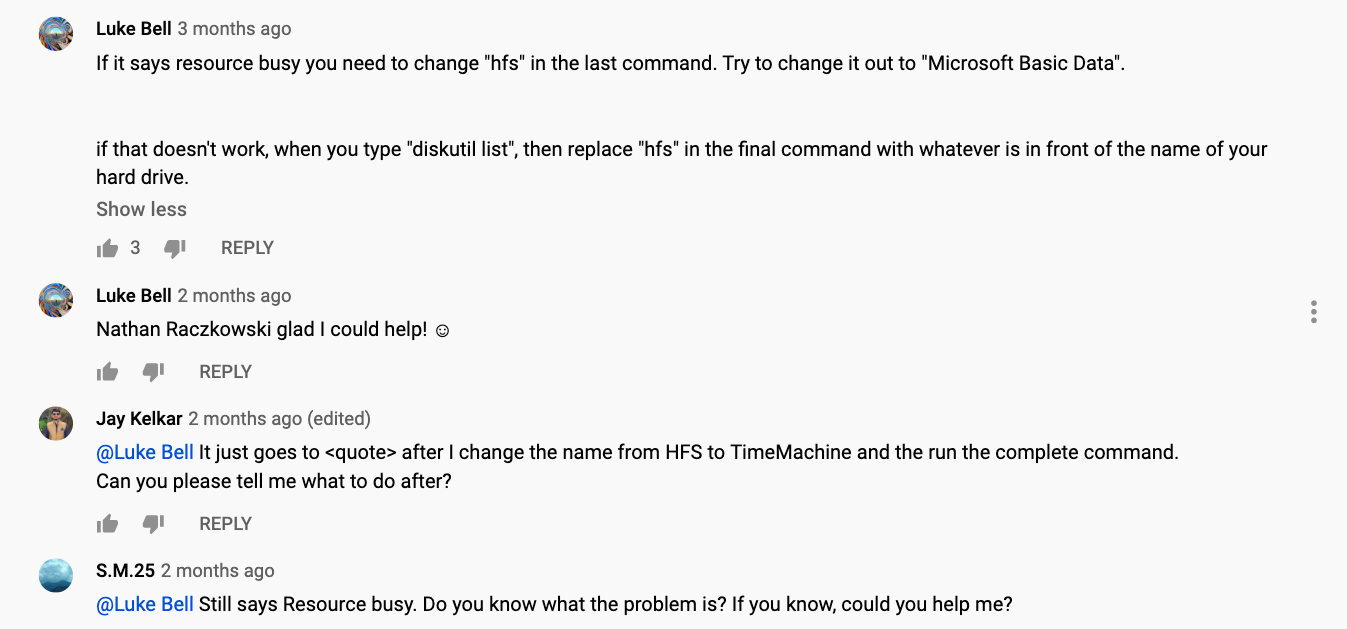 Luke Bell 3 months ago
If it says resource busy you need to change "hfs" in the last command. Try to change it out to "Microsoft Basic Data".
if that doesn't work, when you type "diskutil list", then replace "hfs" in the final command with whatever is in front of the name of your
hard drive.
Show less
3 REPLY
Luke Bell 2 months ago
Nathan Raczkowski glad I could help! ☺
REPLY
Jay Kelkar 2 months ago (edited)
@Luke Bell It just goes to <quote> after I change the name from HFS to TimeMachine and the run the complete command.
Can you please tell me what to do after?
REPLY
S.M.25 2 months ago
@Luke Bell Still says Resource busy. Do you know what the problem is? If you know, could you help me?